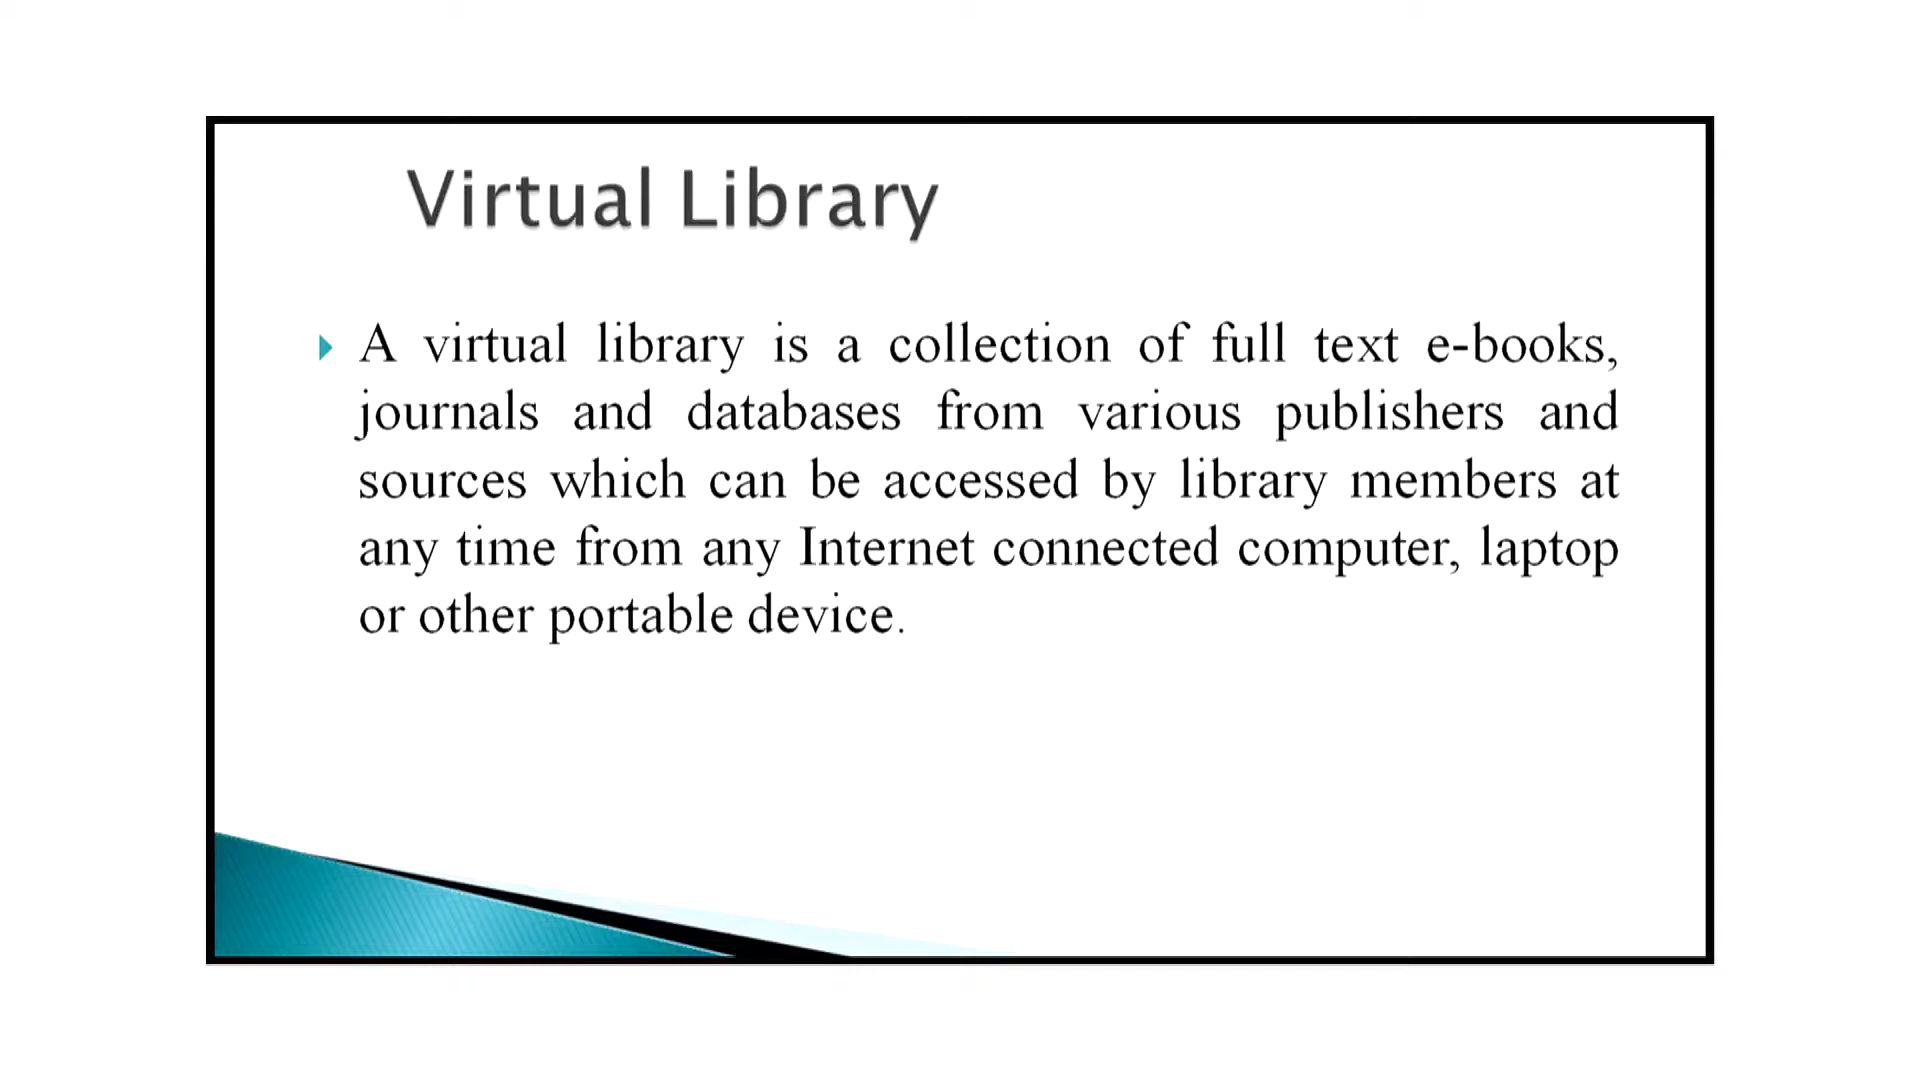 Virtual Library
A virtual library is a collection of full text e-books,
journals and databases from various publishers and
sources which can be accessed by library members at
any time from any Internet connected computer, laptop
or other portable device.